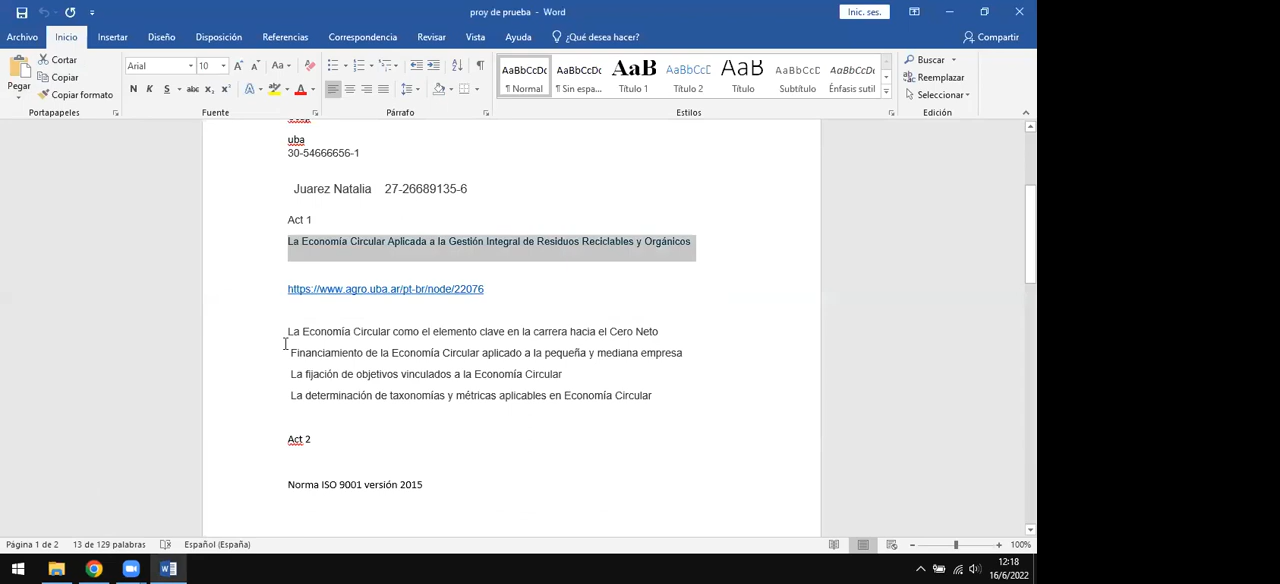 proy de prueba - Word
Inic. ses.
Archivo Inicio Insertar Diseño Disposición Referencias Correspondencia Revisar Vista Ayuda ¿Qué desea hacer? Compartir
Pegar
Cortar
Copiar
Copiar formato
Portapapeles
Arial 10
Aa
N K S abc x₂ x²
Fuente
Párrafo
AaBbCcDc AaBbCcDc AaB AaBbCcD AaB AaBbCcD AaBbCcDc
¶ Normal ¶ Sin espa... Título 1 Título 2 Título Subtítulo Énfasis sutil
Estilos
Buscar
Reemplazar
Seleccionar
Edición
uba
30-54666656-1
Juarez Natalia 27-26689135-6
Act 1
La Economía Circular Aplicada a la Gestión Integral de Residuos Reciclables y Orgánicos
https://www.agro.uba.ar/pt-br/node/22076
La Economía Circular como el elemento clave en la carrera hacia el Cero Neto
Financiamiento de la Economía Circular aplicado a la pequeña y mediana empresa
La fijación de objetivos vinculados a la Economía Circular
La determinación de taxonomías y métricas aplicables en Economía Circular
Act 2
Norma ISO 9001 versión 2015
Página 1 de 2 13 de 129 palabras Español (España) 100%
12:18
16/6/2022